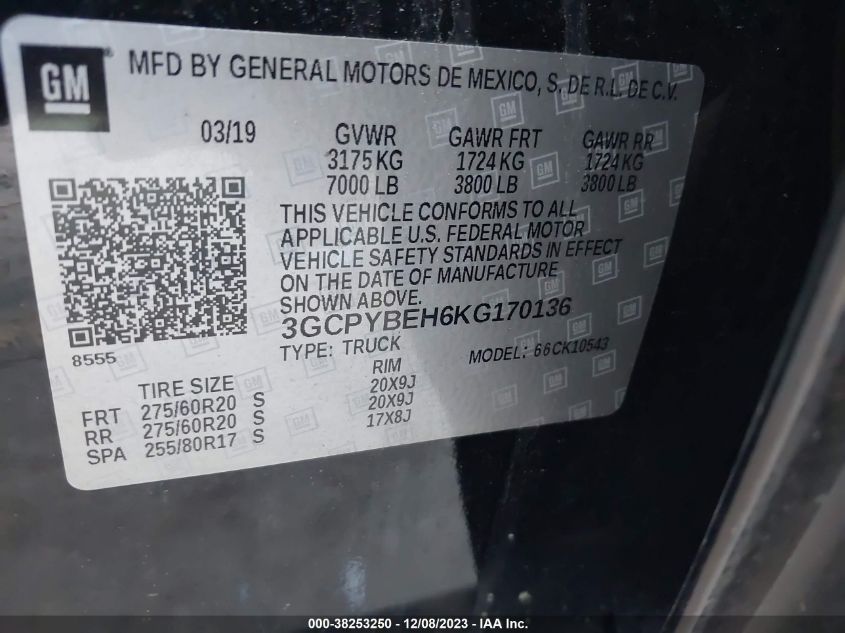 GM
MFD BY GENERAL MOTORS DE MEXICO, S. DE R.L. DE C.V.
03/19 GVWR GAWR FRT GAWR RR
3175 KG 1724 KG 1724 KG
7000 LB 3800 LB 3800 LB
THIS VEHICLE CONFORMS TO ALL
APPLICABLE U.S. FEDERAL MOTOR
VEHICLE SAFETY STANDARDS IN EFFECT
ON THE DATE OF MANUFACTURE
SHOWN ABOVE.
3GCPYBEH6KG170136
8555 TYPE: TRUCK MODEL: 66CK10543
TIRE SIZE RIM
FRT 275/60R20 S 20X9J
RR 275/60R20 S 20X9J
SPA 255/80R17 S 17X8J
000-38253250 - 12/08/2023 - IAA Inc.